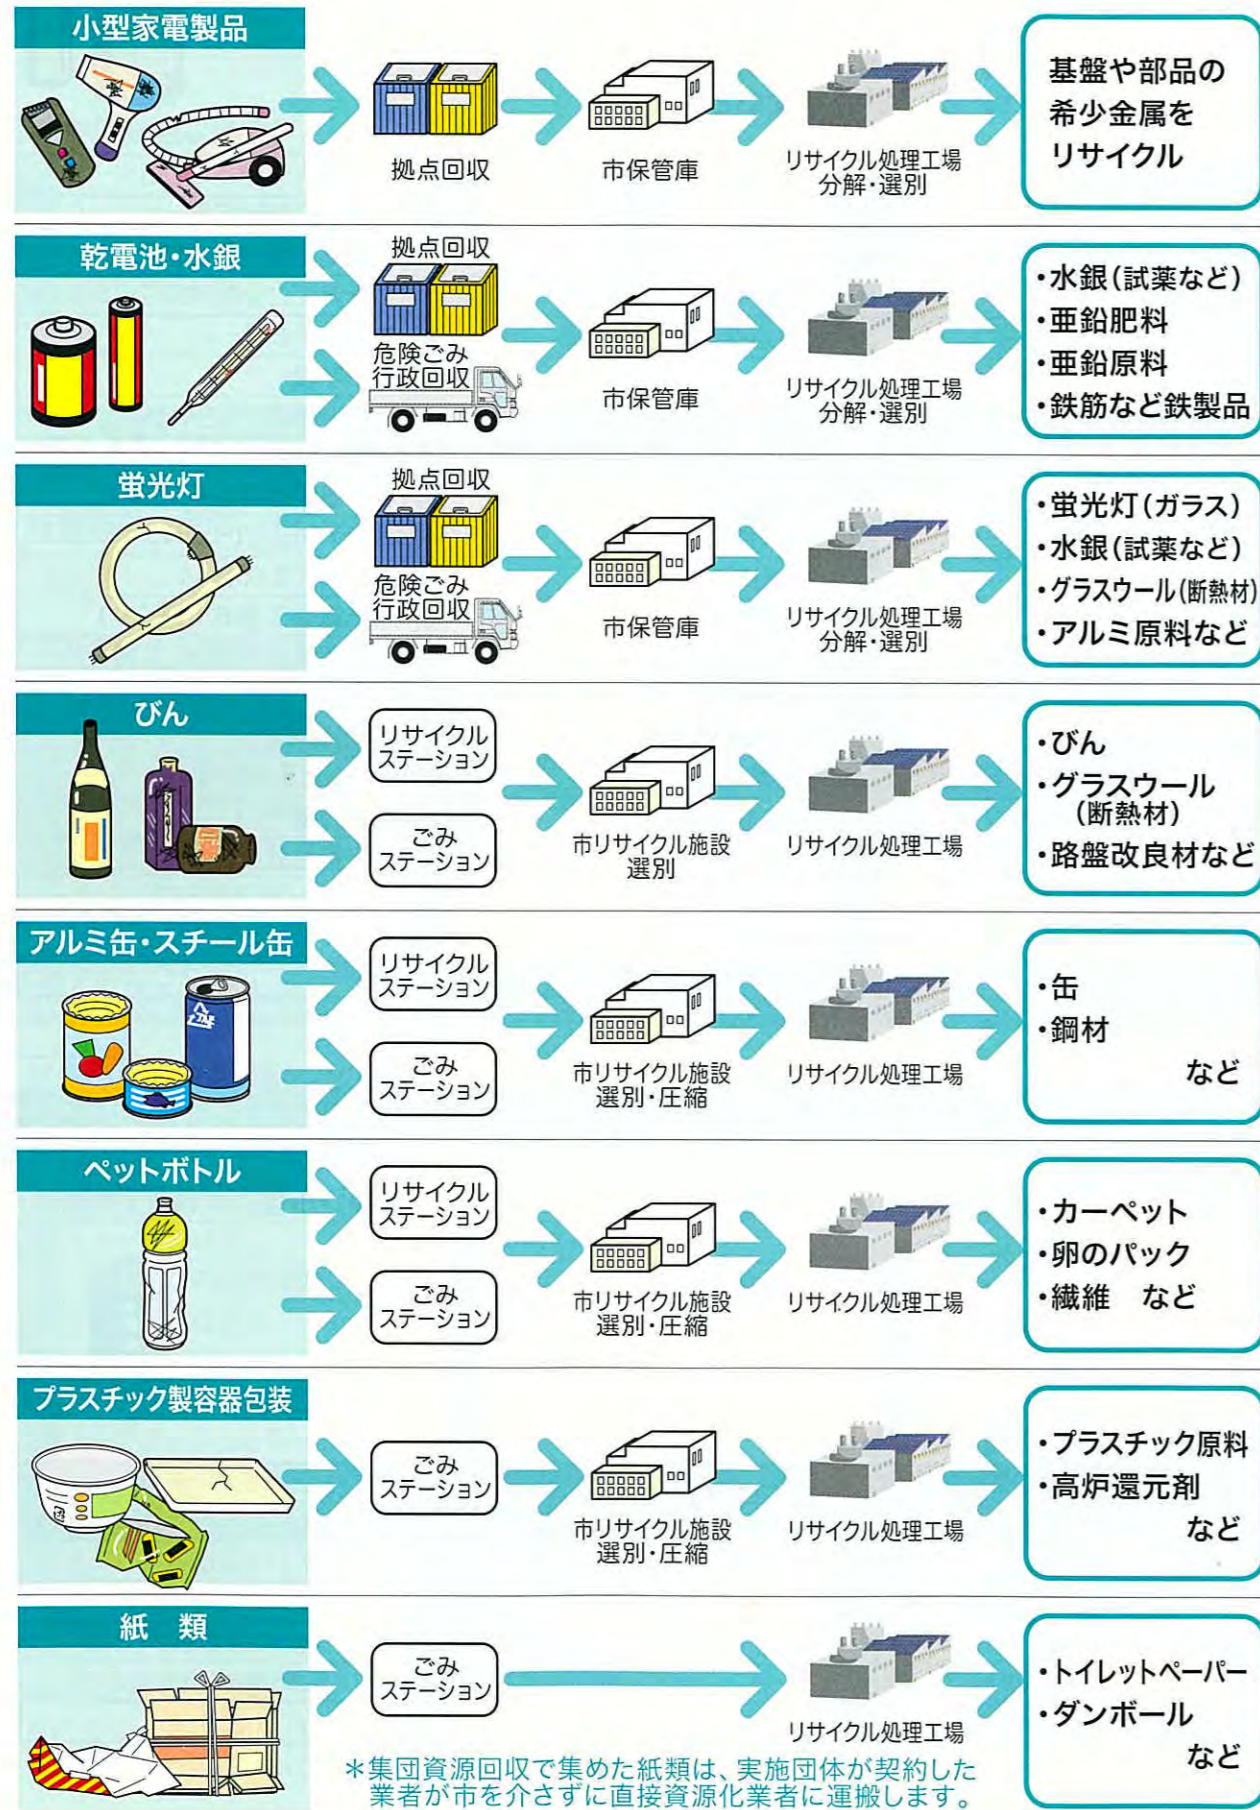 小型家電製品
拠点回収
市保管庫
リサイクル処理工場
分解・選別
基盤や部品の
希少金属を
リサイクル
乾電池・水銀
拠点回収
危険ごみ
行政回収
市保管庫
リサイクル処理工場
分解・選別
・水銀(試薬など)
・亜鉛肥料
・亜鉛原料
・鉄筋など鉄製品
蛍光灯
拠点回収
危険ごみ
行政回収
市保管庫
リサイクル処理工場
分解・選別
・蛍光灯(ガラス)
・水銀(試薬など)
・グラスウール(断熱材)
・アルミ原料など
びん
リサイクル
ステーション
ごみ
ステーション
市リサイクル施設
選別
リサイクル処理工場
・びん
・グラスウール
(断熱材)
・路盤改良材など
アルミ缶・スチール缶
リサイクル
ステーション
ごみ
ステーション
市リサイクル施設
選別・圧縮
リサイクル処理工場
・缶
・鋼材
など
ペットボトル
リサイクル
ステーション
ごみ
ステーション
市リサイクル施設
選別・圧縮
リサイクル処理工場
・カーペット
・卵のパック
・繊維　など
プラスチック製容器包装
ごみ
ステーション
市リサイクル施設
選別・圧縮
リサイクル処理工場
・プラスチック原料
・高炉還元剤
など
紙　類
ごみ
ステーション
リサイクル処理工場
・トイレットペーパー
・ダンボール
など
＊集団資源回収で集めた紙類は、実施団体が契約した
業者が市を介さずに直接資源化業者に運搬します。